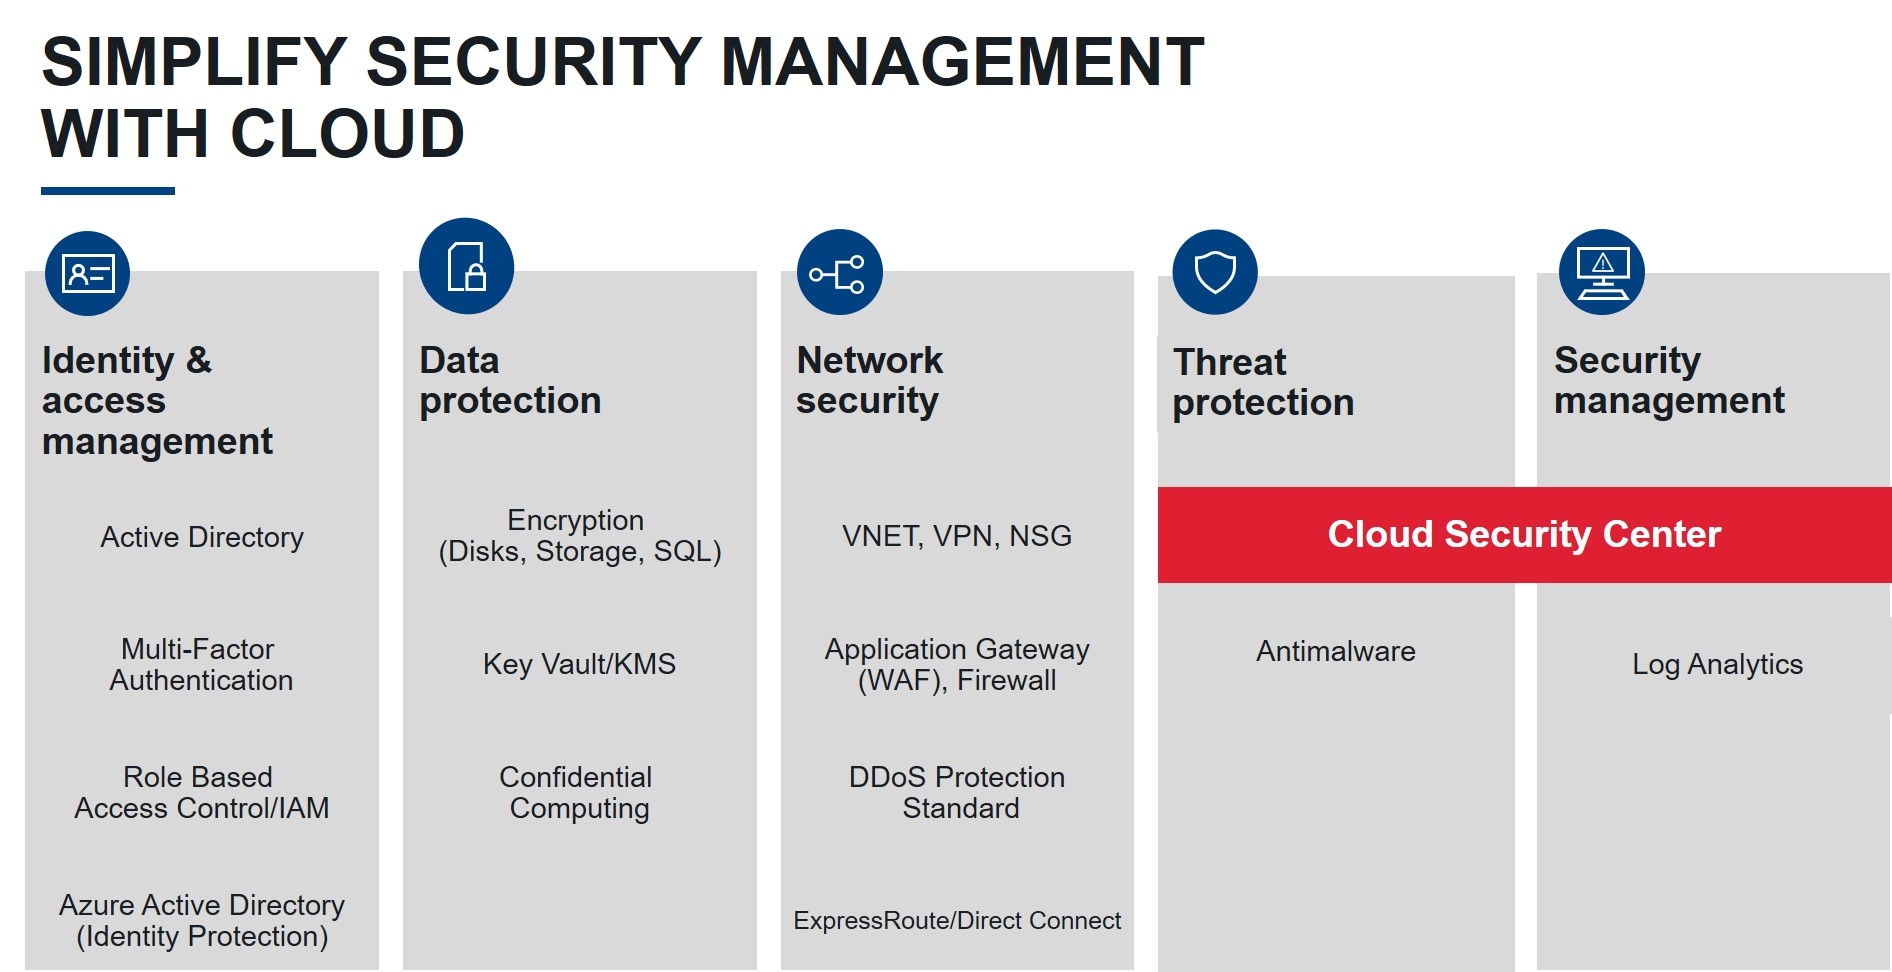 SIMPLIFY SECURITY MANAGEMENT
WITH CLOUD
Identity &
access
management
Active Directory
Multi-Factor
Authentication
Role Based
Access Control/IAM
Azure Active Directory
(Identity Protection)
Data
protection
Encryption
(Disks, Storage, SQL)
Key Vault/KMS
Confidential
Computing
Network
security
VNET, VPN, NSG
Application Gateway
(WAF), Firewall
DDoS Protection
Standard
ExpressRoute/Direct Connect
Threat
protection
Security
management
Cloud Security Center
Antimalware
Log Analytics